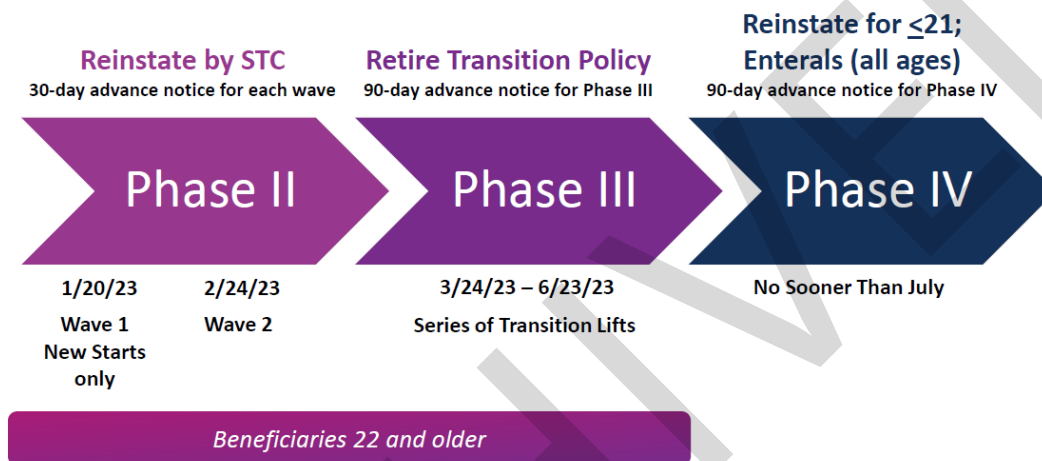 Reinstate by STC
30-day advance notice for each wave
Retire Transition Policy
90-day advance notice for Phase III
Reinstate for <21;
Enterals (all ages)
90-day advance notice for Phase IV
Phase II
Phase III
Phase IV
1/20/23
Wave 1
New Starts
only
2/24/23
Wave 2
3/24/23 – 6/23/23
Series of Transition Lifts
No Sooner Than July
Beneficiaries 22 and older